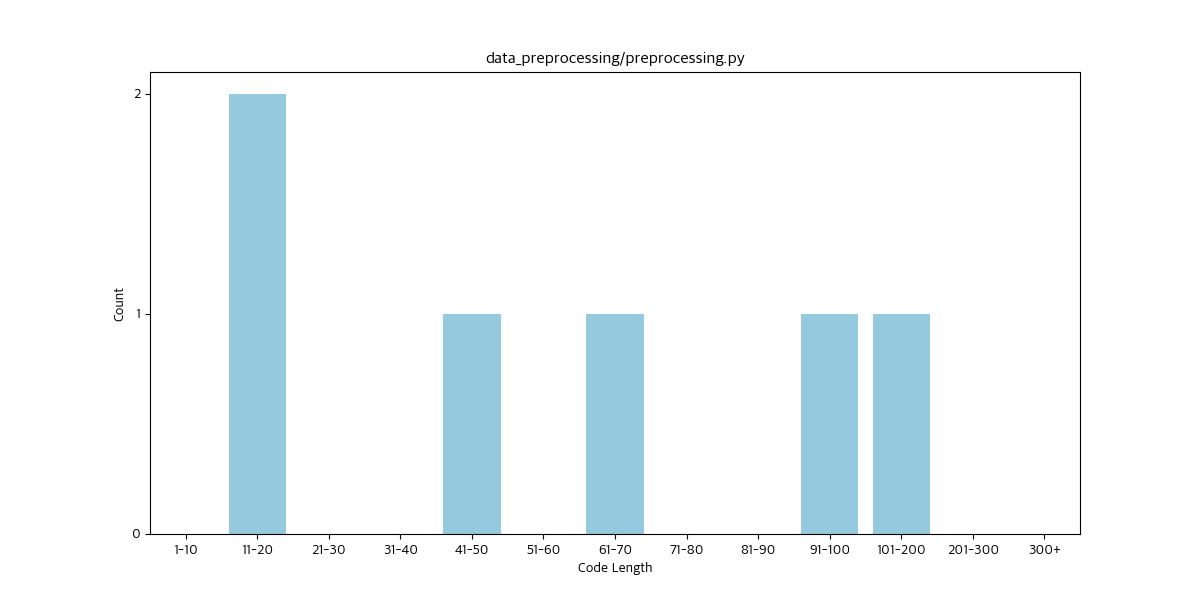 data_preprocessing/preprocessing.py
2
1
0
Count
1-10 11-20 21-30 31-40 41-50 51-60 61-70 71-80 81-90 91-100 101-200 201-300 300+
Code Length